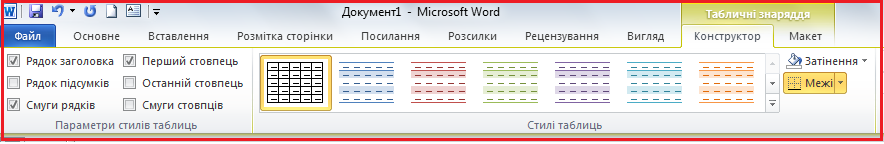 Документ1 - Microsoft Word
Табличні знаряддя
Файл Основне Вставлення Розмітка сторінки Посилання Розсилки Рецензування Вигляд Конструктор Макет
Рядок заголовка Перший стовпець
Рядок підсумків Останній стовпець
Смуги рядків Смуги стовпців
Параметри стилів таблиць
Стилі таблиць
Затінення
Межі